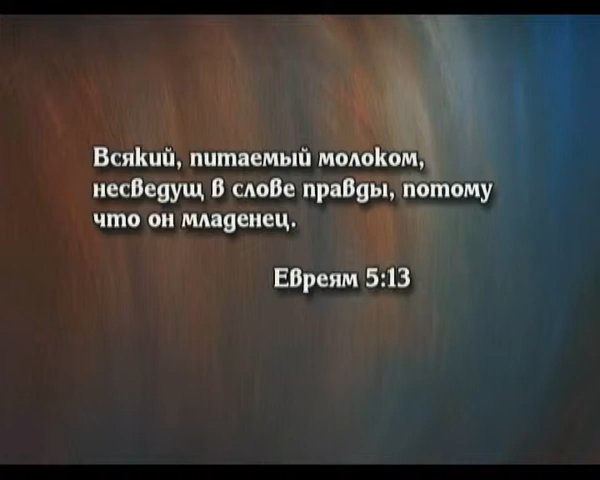 Всякий, питаемый молоком,
несведущ в слове правды, потому
что он младенец.
Евреям 5:13